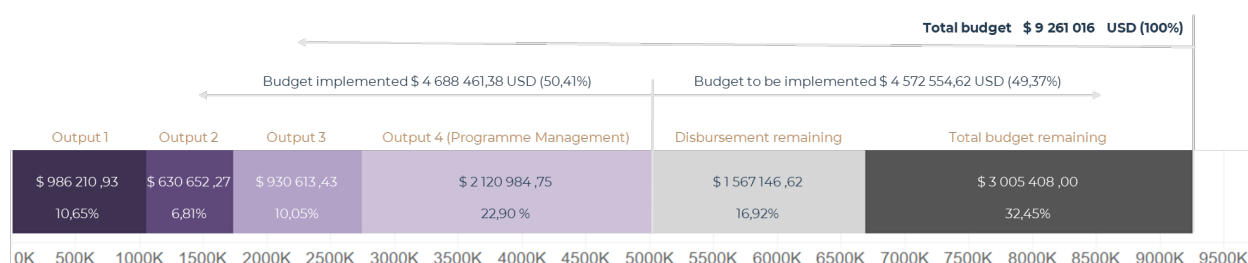 Total budget $ 9 261 016 USD (100%)
Budget implemented $ 4 688 461,38 USD (50,41%) Budget to be implemented $ 4 572 554,62 USD (49,37%)
Output 1 Output 2 Output 3 Output 4 (Programme Management) Disbursement remaining Total budget remaining
$ 986 210 ,93 $ 630 652 ,27 $ 930 613 ,43 $ 2 120 984 ,75 $ 1 567 146 ,62 $ 3 005 408 ,00
10,65% 6,81% 10,05% 22,90 % 16,92% 32,45%
0K 500K 1000K 1500K 2000K 2500K 3000K 3500K 4000K 4500K 5000K 5500K 6000K 6500K 7000K 7500K 8000K 8500K 9000K 9500K